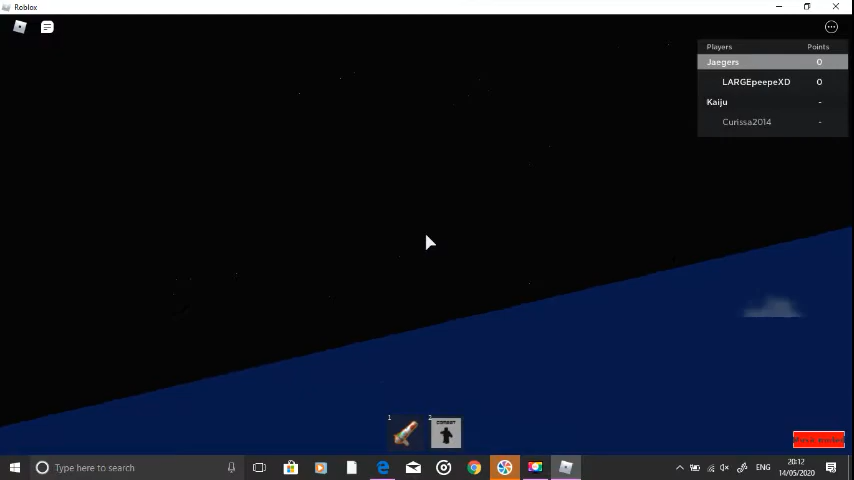 Roblox
Players Points
Jaegers 0
LARGEpeepeXD 0
Kaiju -
Curissa2014 -
1 2
Type here to search
ENG
20:12
14/05/2020